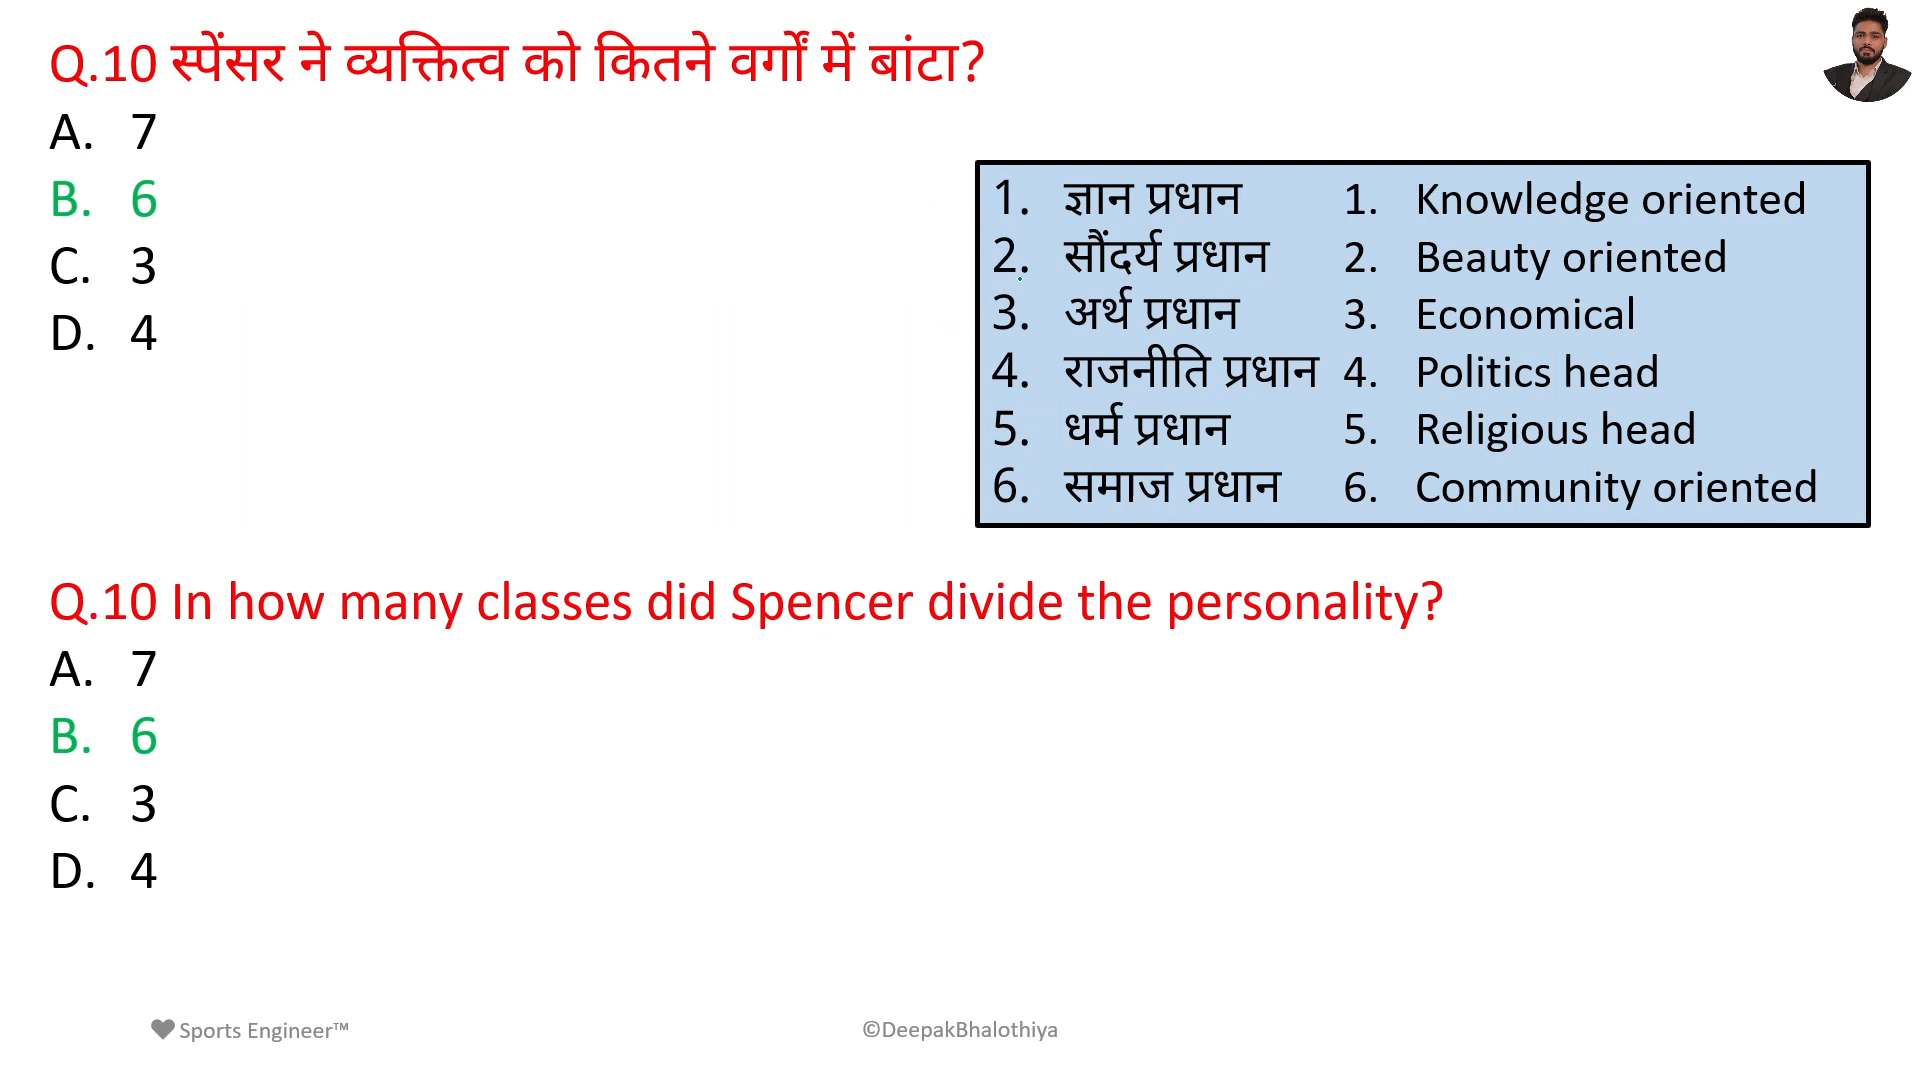 Q.10 स्पेंसर ने व्यक्तित्व को कितने वर्गों में बांटा?
A. 7
B. 6
C. 3
D. 4
1. ज्ञान प्रधान
2. सौंदर्य प्रधान
3. अर्थ प्रधान
4. राजनीति प्रधान
5. धर्म प्रधान
6. समाज प्रधान
1. Knowledge oriented
2. Beauty oriented
3. Economical
4. Politics head
5. Religious head
6. Community oriented
Q.10 In how many classes did Spencer divide the personality?
A. 7
B. 6
C. 3
D. 4
Sports Engineer™
©DeepakBhalothiya